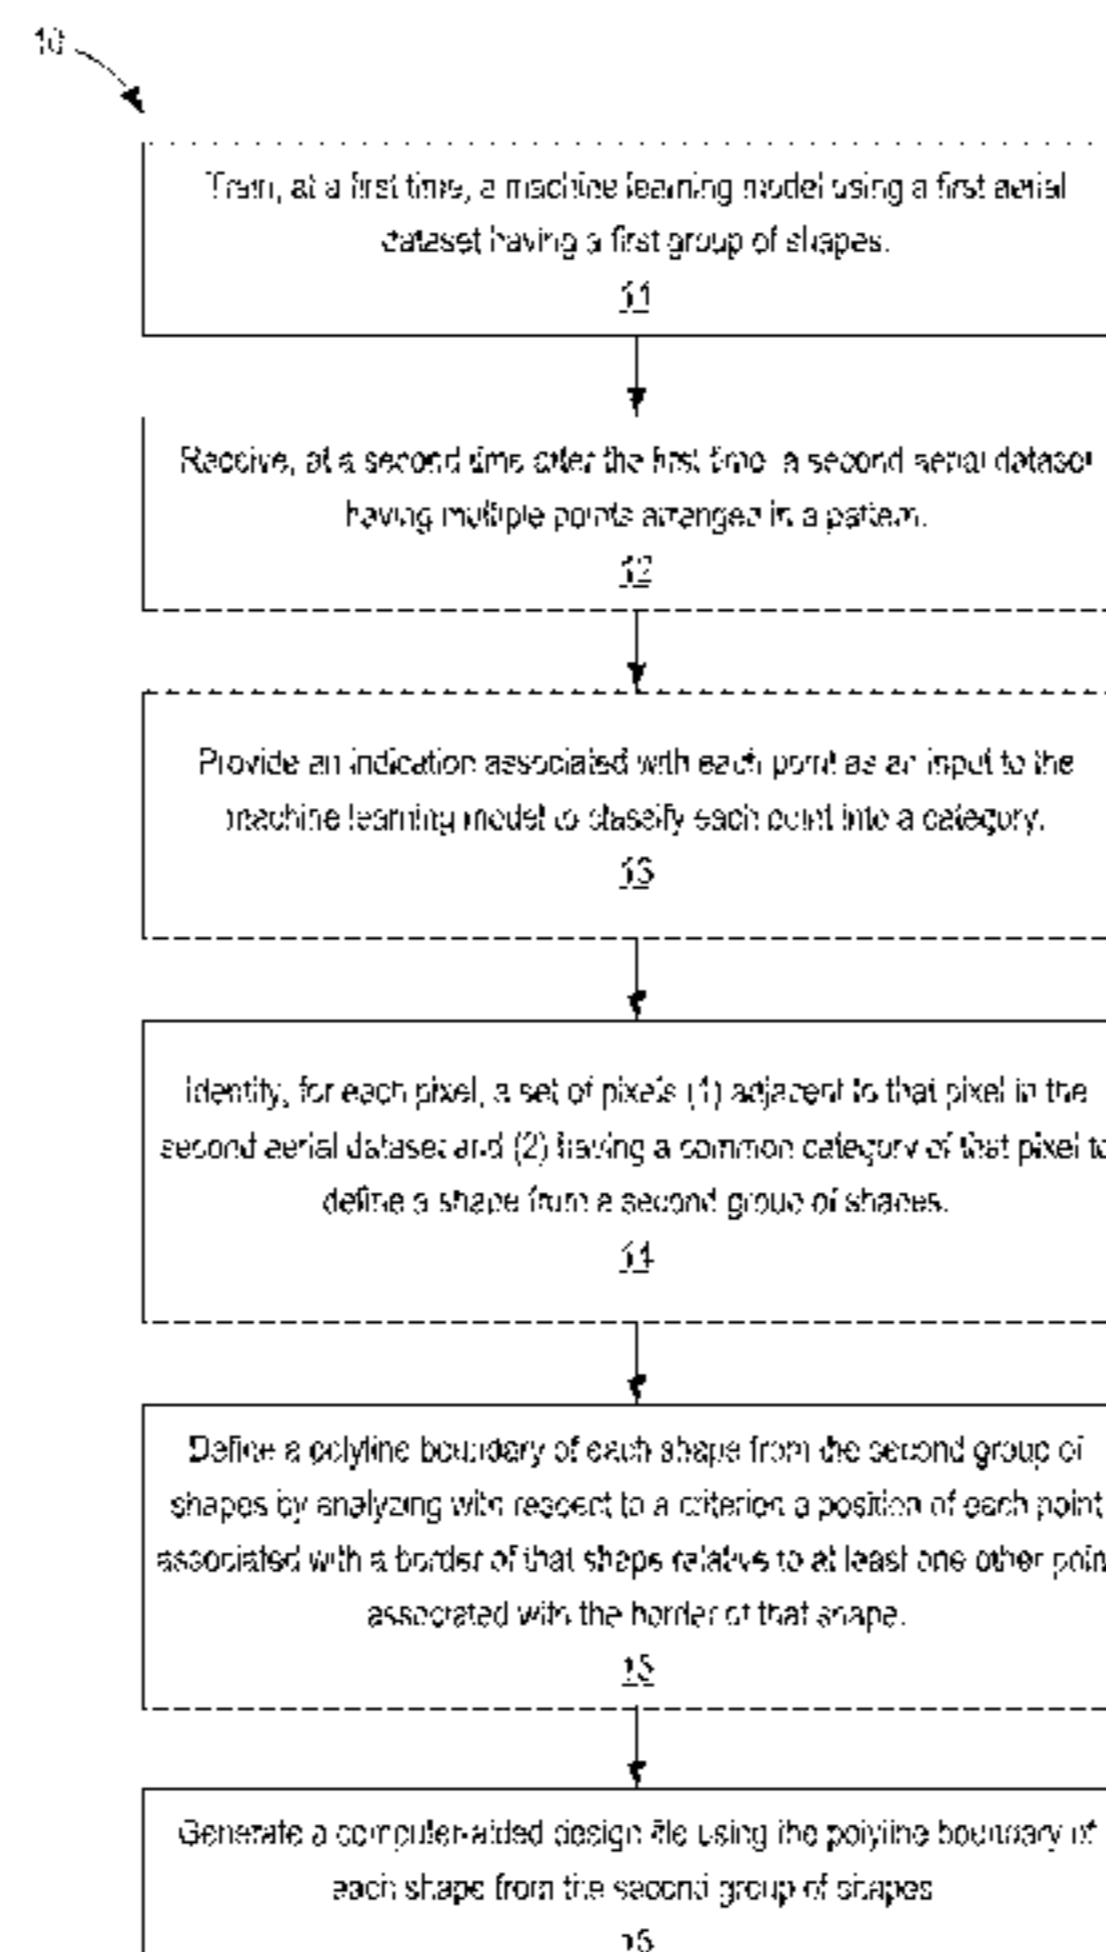 10
Train, at a first time, a machine learning model using a first aerial
dataset having a first group of shapes.
11
Receive, at a second time after the first time, a second aerial dataset
having multiple points arranged in a pattern.
12
Provide an indication associated with each point as an input to the
machine learning model to classify each point into a category.
13
Identify, for each pixel, a set of pixels (1) adjacent to that pixel in the
second aerial dataset and (2) having a common category of that pixel to
define a shape from a second group of shapes.
14
Define a polyline boundary of each shape from the second group of
shapes by analyzing with respect to a criterion a position of each point
associated with a border of that shape relative to at least one other poin
associated with the border of that shape.
15
Generate a computer-aided design file using the polyline boundary of
each shape from the second group of shapes
16